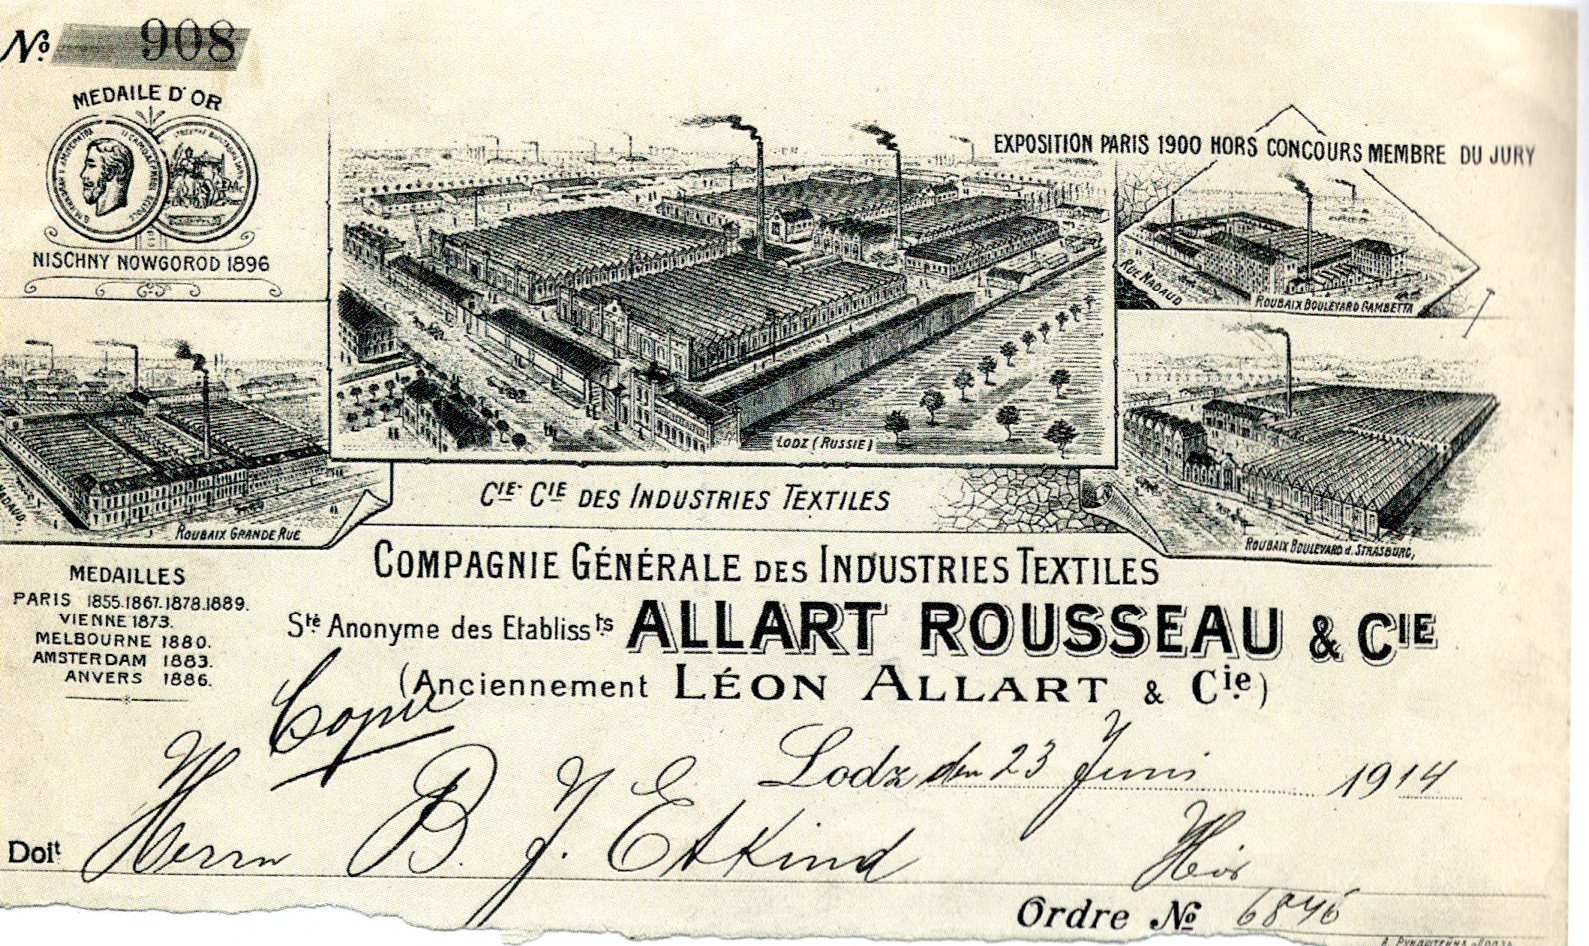 No. 908
MEDAILE D'OR
NISCHNY NOWGOROD 1896
EXPOSITION PARIS 1900 HORS CONCOURS MEMBRE DU JURY
RUE NADAUD
ROUBAIX BOULEVARD GAMBETTA
LODZ (RUSSIE)
ROUBAIX GRANDE RUE
ROUBAIX BOULEVARD d. STRASBURG,
CIE CIE DES INDUSTRIES TEXTILES
COMPAGNIE GÉNÉRALE DES INDUSTRIES TEXTILES
Sté Anonyme des Etablissts ALLART ROUSSEAU & CIE
(Anciennement LÉON ALLART & Cie)
MEDAILLES
PARIS 1855.1867.1878.1889.
VIENNE 1873.
MELBOURNE 1880.
AMSTERDAM 1883.
ANVERS 1886.
Copie
Lodz den 23 Juni 1914
Doit Herrn B. J. Etkind
Hier
Ordre No 6846